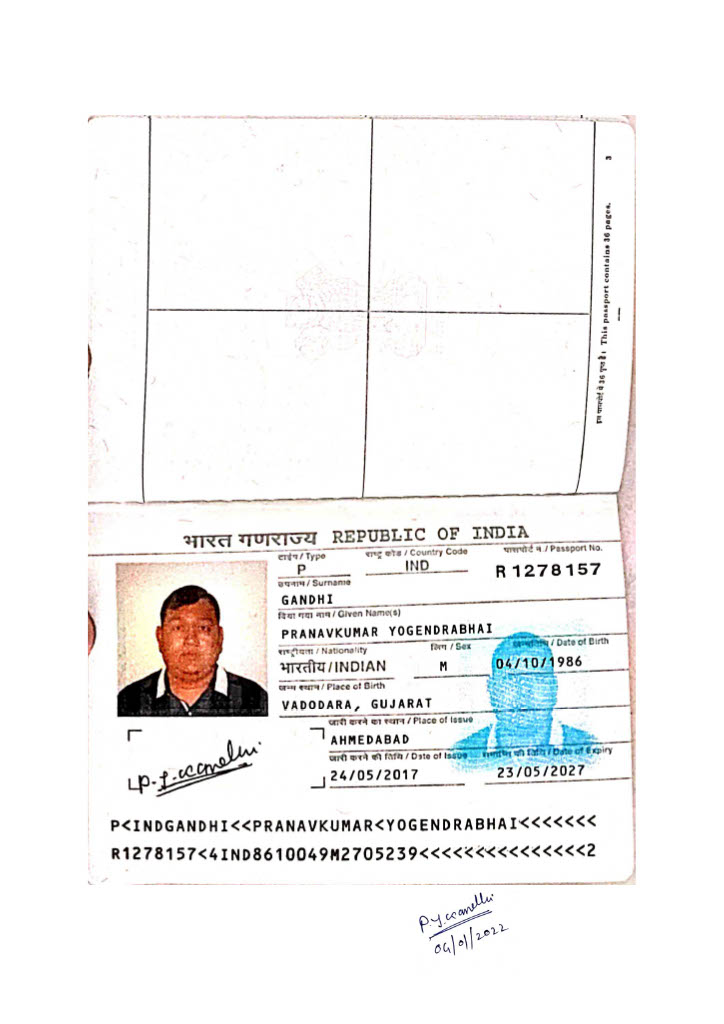 3
इस पासपोर्ट में 36 पृष्ठ हैं। This passport contains 36 pages.
भारत गणराज्य REPUBLIC OF INDIA
टाईप / Type राष्ट्र कोड / Country Code पासपोर्ट न. / Passport No.
P IND R 1278157
उपनाम / Surname
GANDHI
दिया गया नाम / Given Name(s)
PRANAVKUMAR YOGENDRABHAI
राष्ट्रीयता / Nationality लिंग / Sex जन्मतिथि / Date of Birth
भारतीय / INDIAN M 04/10/1986
जन्म स्थान / Place of Birth
VADODARA, GUJARAT
जारी करने का स्थान / Place of Issue
AHMEDABAD
जारी करने की तिथि / Date of Issue समाप्ति की तिथि / Date of Expiry
24/05/2017 23/05/2027
P.Y.Gandhi
P<INDGANDHI<<PRANAVKUMAR<YOGENDRABHAI<<<<<<<
R1278157<4IND8610049M2705239<<<<<<<<<<<<<<<2
P.Y.Gandhi
04/01/2022